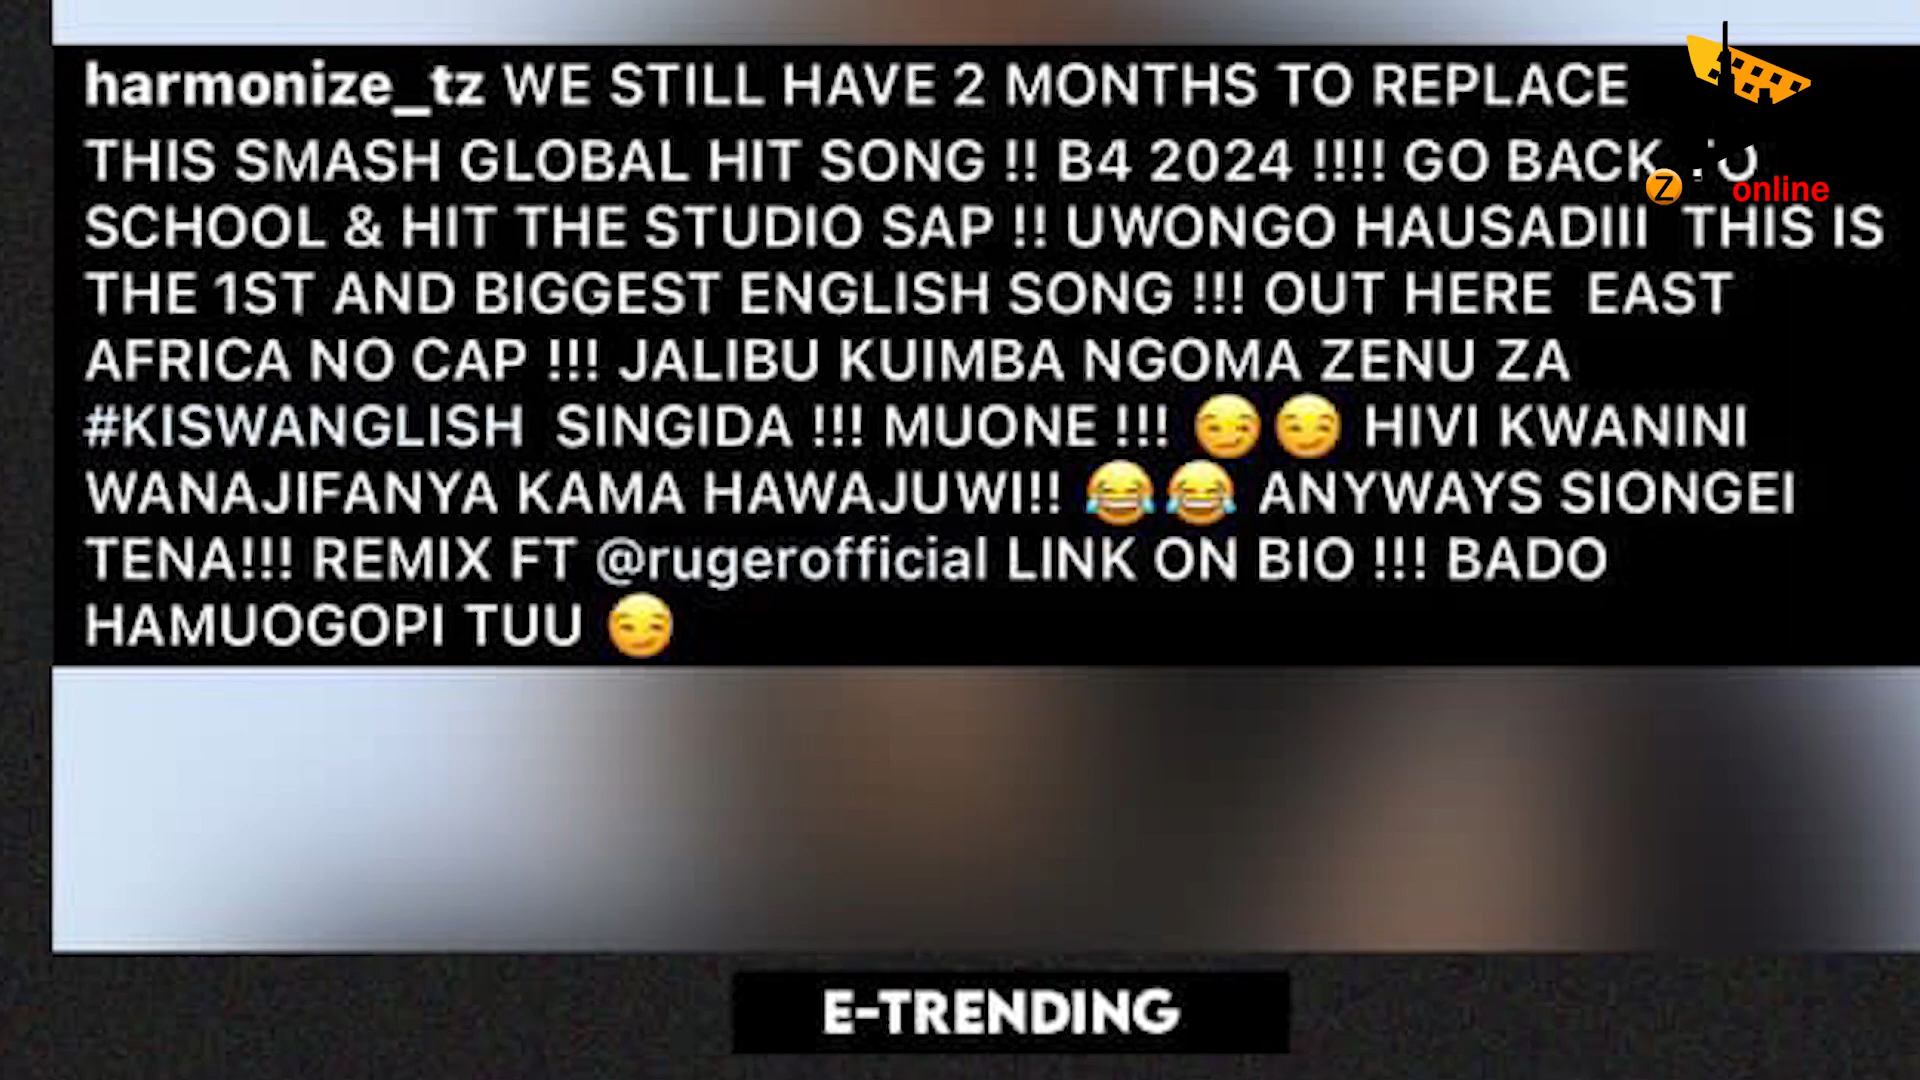 harmonize_tz WE STILL HAVE 2 MONTHS TO REPLACE
THIS SMASH GLOBAL HIT SONG !! B4 2024 !!!! GO BACK TO
Z online
SCHOOL & HIT THE STUDIO SAP !! UWONGO HAUSADIII THIS IS
THE 1ST AND BIGGEST ENGLISH SONG !!! OUT HERE EAST
AFRICA NO CAP !!! JALIBU KUIMBA NGOMA ZENU ZA
#KISWANGLISH SINGIDA !!! MUONE !!! 😏😏 HIVI KWANINI
WANAJIFANYA KAMA HAWAJUWI!! 😂😂 ANYWAYS SIONGEI
TENA!!! REMIX FT @rugerofficial LINK ON BIO !!! BADO
HAMUOGOPI TUU 😏
E-TRENDING